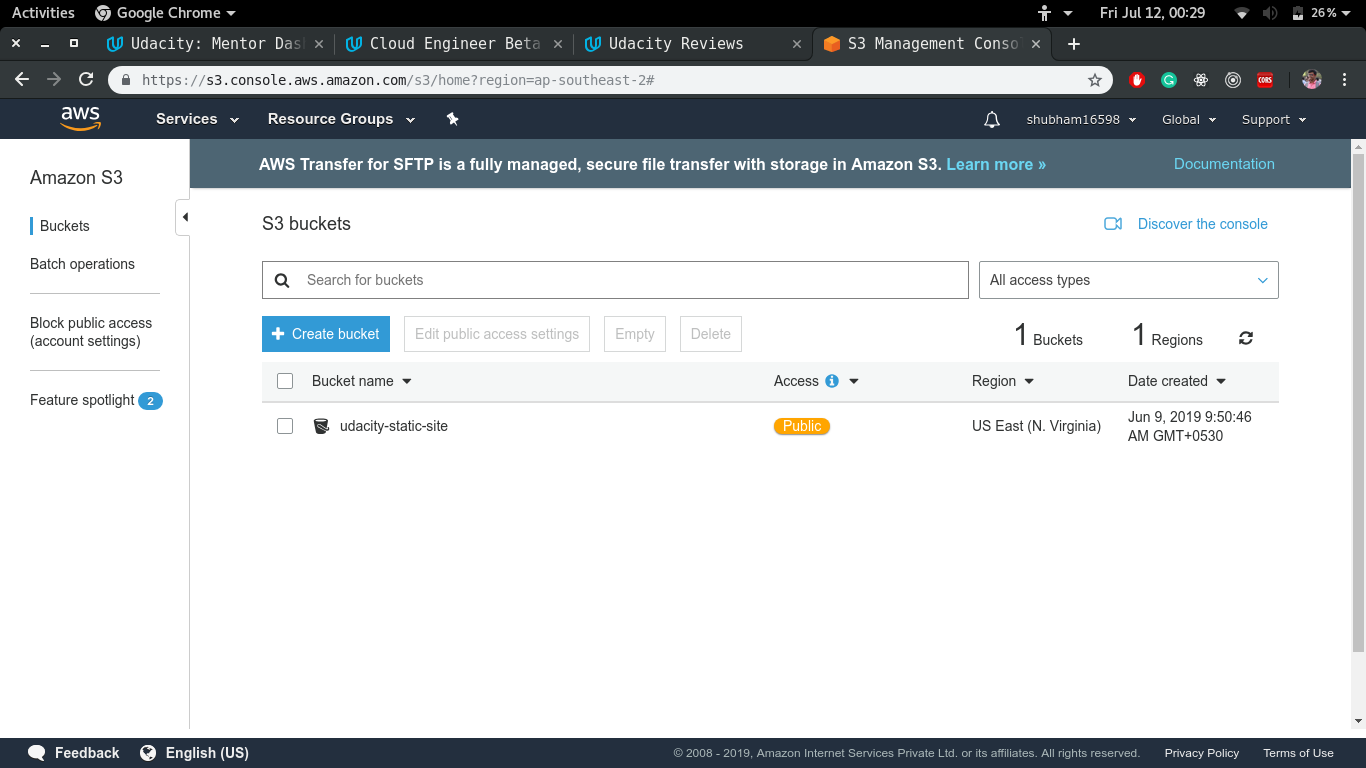 Activities Google Chrome Fri Jul 12, 00:29 26%
Udacity: Mentor Das Cloud Engineer Beta Udacity Reviews S3 Management Conso
https://s3.console.aws.amazon.com/s3/home?region=ap-southeast-2# CORS
aws Services Resource Groups shubham16598 Global Support
AWS Transfer for SFTP is a fully managed, secure file transfer with storage in Amazon S3. Learn more » Documentation
Amazon S3
Buckets
Batch operations
Block public access
(account settings)
Feature spotlight 2
S3 buckets Discover the console
Search for buckets All access types
Create bucket Edit public access settings Empty Delete 1 Buckets 1 Regions
Bucket name Access Region Date created
udacity-static-site Public US East (N. Virginia) Jun 9, 2019 9:50:46
AM GMT+0530
Feedback English (US) © 2008 - 2019, Amazon Internet Services Private Ltd. or its affiliates. All rights reserved. Privacy Policy Terms of Use